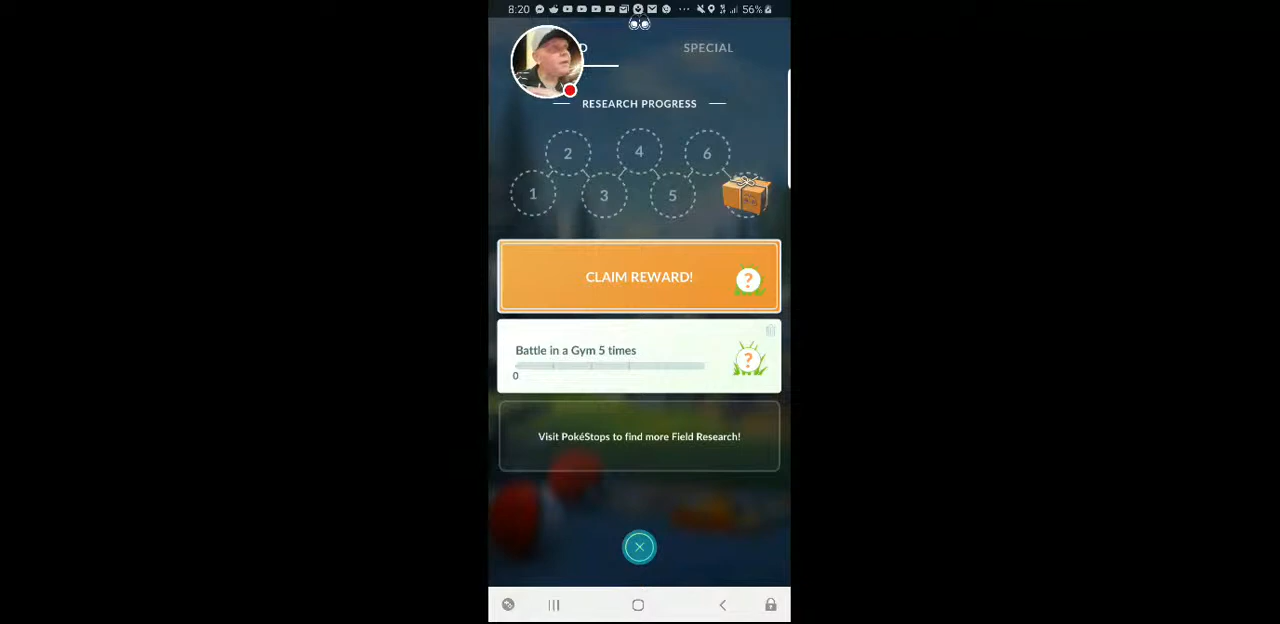 8:20
56%
D
SPECIAL
RESEARCH PROGRESS
2
4
6
1
3
5
CLAIM REWARD!
?
Battle in a Gym 5 times
?
0
Visit PokéStops to find more Field Research!